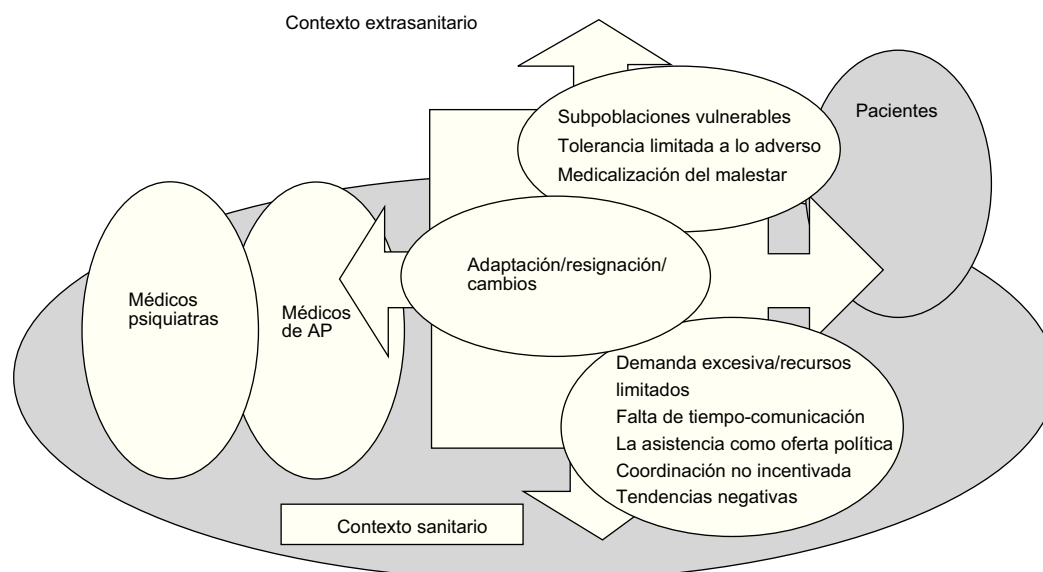 Contexto extrasanitario
Subpoblaciones vulnerables
Tolerancia limitada a lo adverso
Medicalización del malestar
Pacientes
Médicos
psiquiatras
Médicos
de AP
Adaptación/resignación/
cambios
Demanda excesiva/recursos
limitados
Falta de tiempo-comunicación
La asistencia como oferta política
Coordinación no incentivada
Tendencias negativas
Contexto sanitario